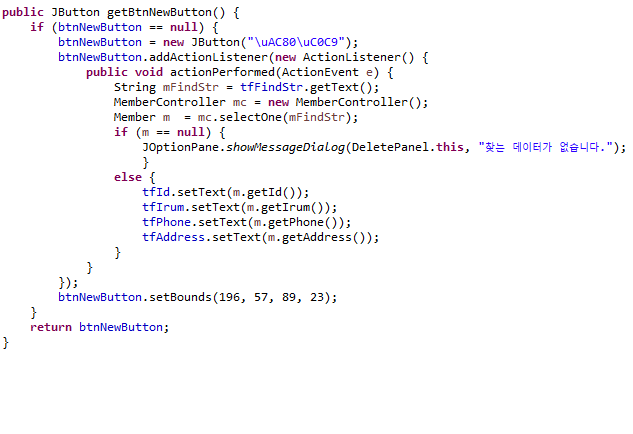 public JButton getBtnNewButton() {
    if (btnNewButton == null) {
        btnNewButton = new JButton("\uAC80\uC0C9");
        btnNewButton.addActionListener(new ActionListener() {
            public void actionPerformed(ActionEvent e) {
                String mFindStr = tfFindStr.getText();
                MemberController mc = new MemberController();
                Member m  = mc.selectOne(mFindStr);
                if (m == null) {
                    JOptionPane.showMessageDialog(DeletePanel.this, "찾는 데이터가 없습니다.");
                    }
                else {
                    tfId.setText(m.getId());
                    tfIrum.setText(m.getIrum());
                    tfPhone.setText(m.getPhone());
                    tfAddress.setText(m.getAddress());
                }
            }
        });
        btnNewButton.setBounds(196, 57, 89, 23);
    }
    return btnNewButton;
}